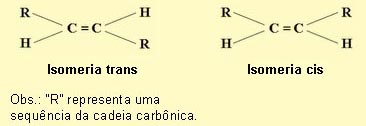 R H R R
C = C C = C
H R H H
Isomeria trans Isomeria cis
Obs.: "R" representa uma
sequência da cadeia carbônica.